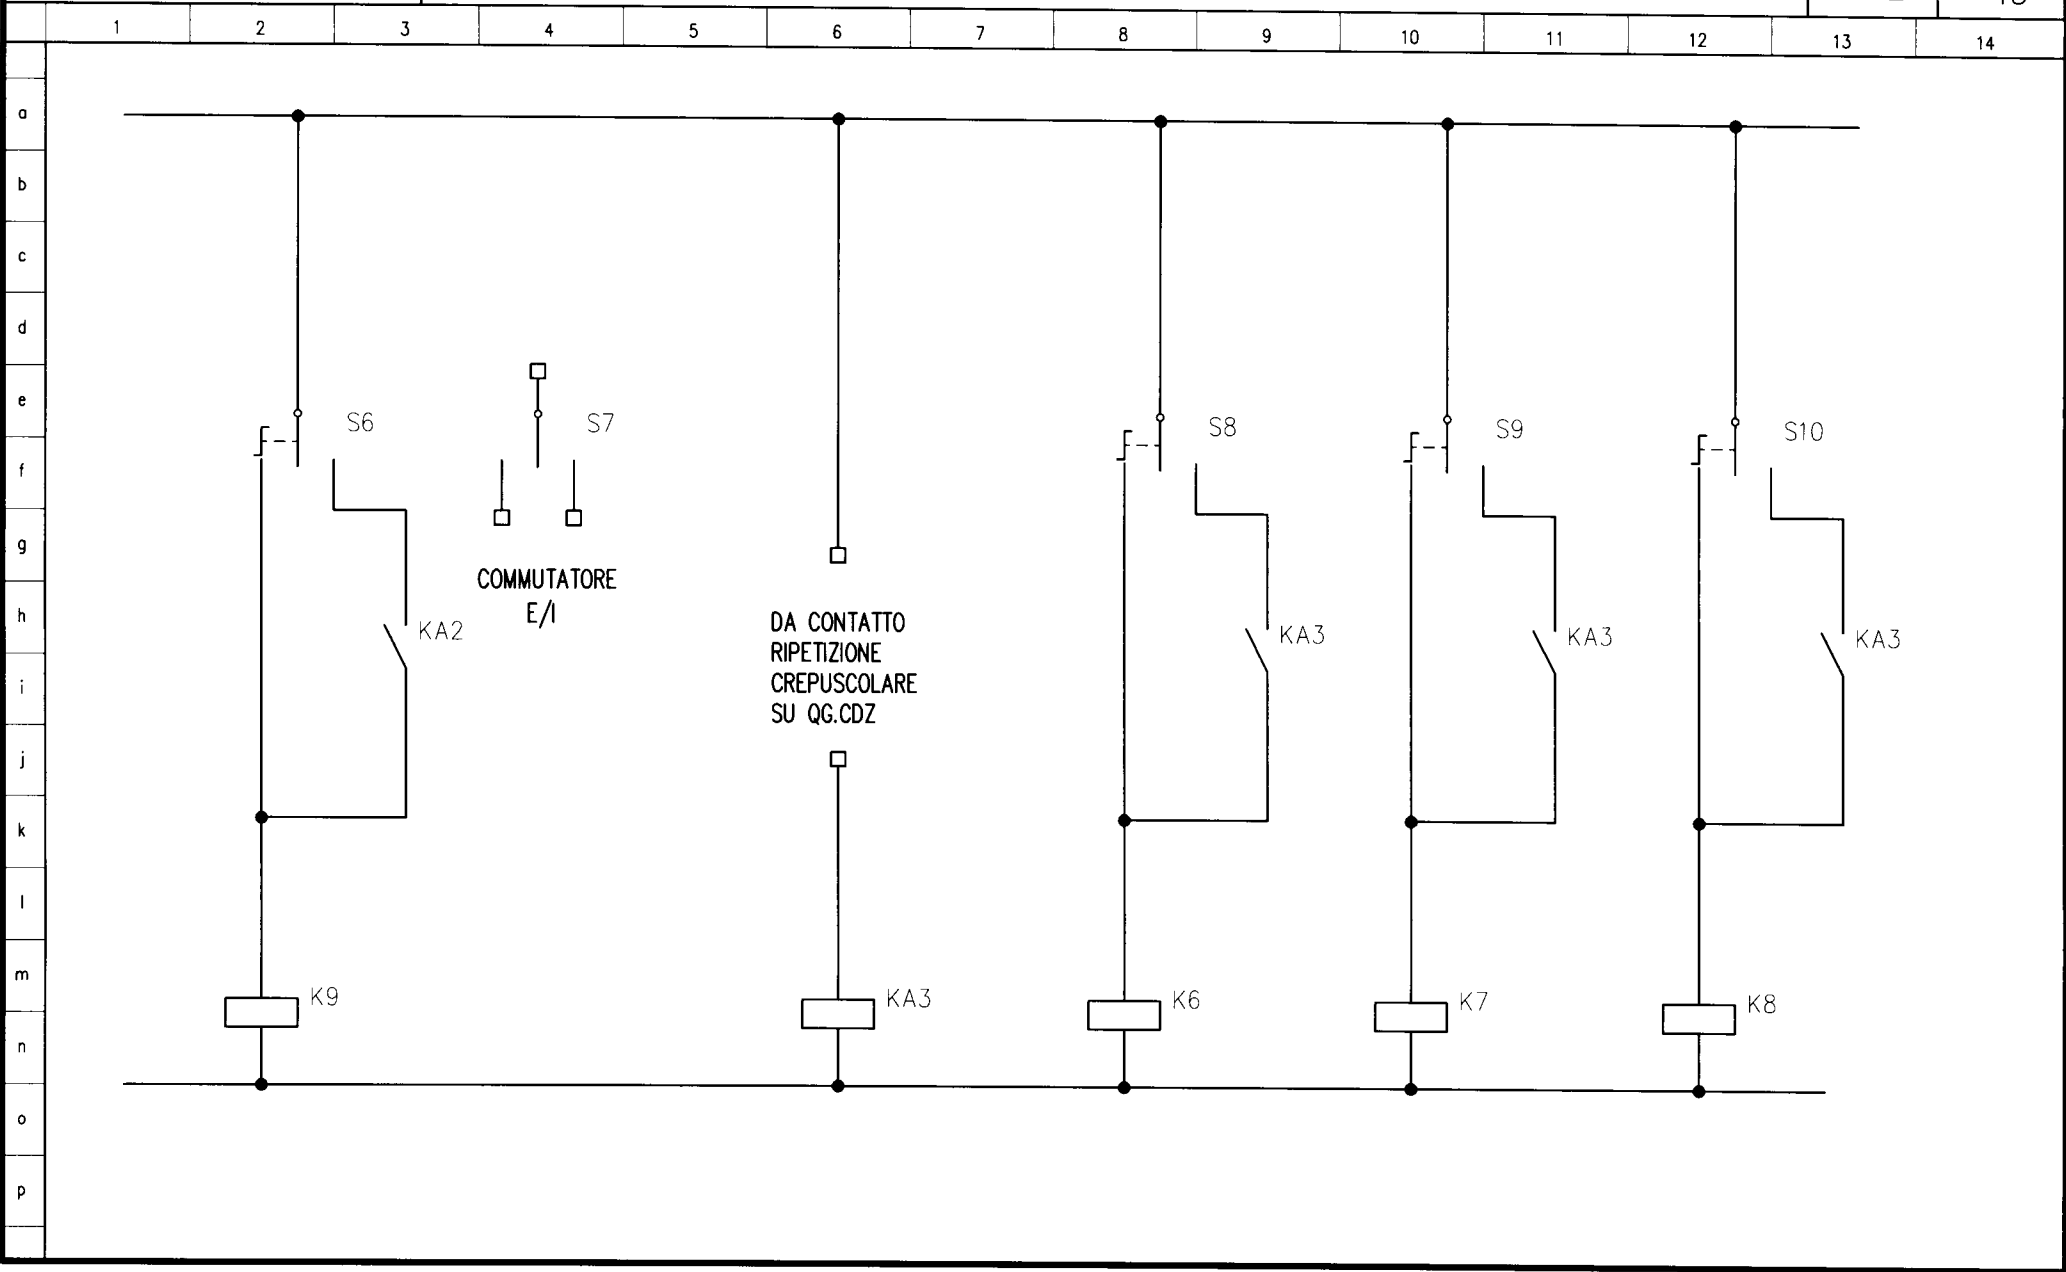 1 2 3 4 5 6 7 8 9 10 11 12 13 14
a
b
c
d
e
S6 S7 S8 S9 S10
f
g
COMMUTATORE
E/I
h
DA CONTATTO
RIPETIZIONE
CREPUSCOLARE
SU QG.CDZ
KA2 KA3 KA3 KA3
i
j
k
l
m
K9 KA3 K6 K7 K8
n
o
p